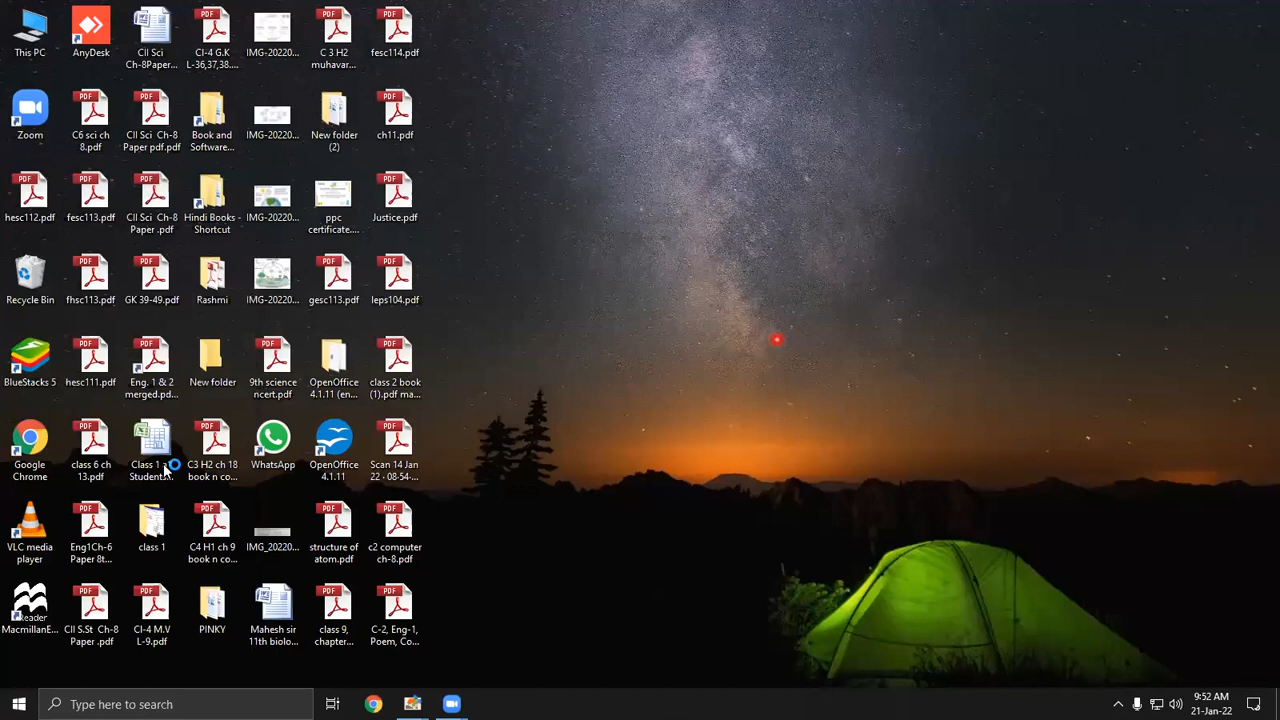 This PC
AnyDesk
CII Sci
Ch-8Paper...
CI-4 G.K
L-36,37,38....
IMG-20220...
C 3 H2
muhavar...
fesc114.pdf
Zoom
C6 sci ch
8.pdf
CII Sci Ch-8
Paper pdf.pdf
Book and
Software...
IMG-20220...
New folder
(2)
ch11.pdf
hesc112.pdf
fesc113.pdf
CII Sci Ch-8
Paper .pdf
Hindi Books -
Shortcut
IMG-20220...
ppc
certificate....
Justice.pdf
Recycle Bin
fhsc113.pdf
GK 39-49.pdf
Rashmi
IMG-20220...
gesc113.pdf
leps104.pdf
BlueStacks 5
hesc111.pdf
Eng. 1 & 2
merged.pd...
New folder
9th science
ncert.pdf
OpenOffice
4.1.11 (en...
class 2 book
(1).pdf ma...
Google
Chrome
class 6 ch
13.pdf
Class 1
Students...
C3 H2 ch 18
book n co...
WhatsApp
OpenOffice
4.1.11
Scan 14 Jan
22 · 08·54·...
VLC media
player
Eng1Ch-6
Paper 8t...
class 1
C4 H1 ch 9
book n co...
IMG_20220...
structure of
atom.pdf
c2 computer
ch-8.pdf
Reader
MacmillanE...
CII S.St Ch-8
Paper .pdf
CI-4 M.V
L-9.pdf
PINKY
Mahesh sir
11th biolo...
class 9,
chapter...
C-2, Eng-1,
Poem, Co...
Type here to search
9:52 AM
21-Jan-22